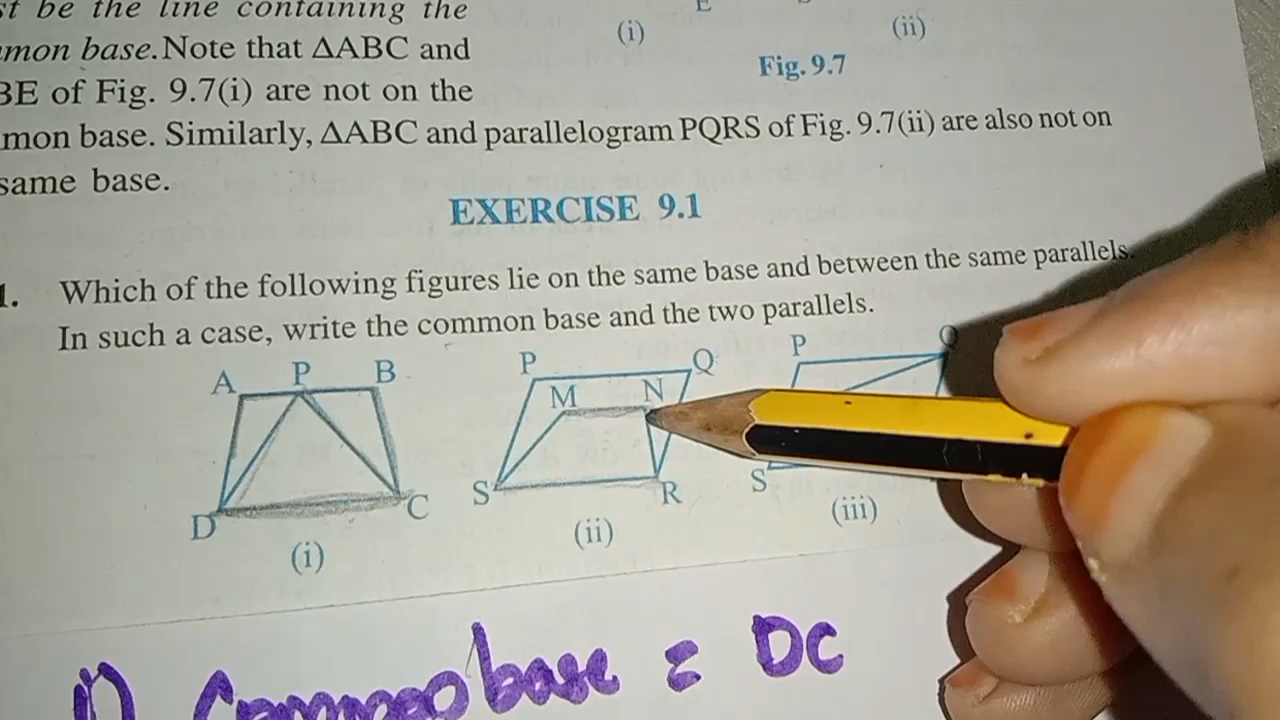 st be the line containing the
mon base. Note that ΔABC and
BE of Fig. 9.7(i) are not on the
mon base. Similarly, ΔABC and parallelogram PQRS of Fig. 9.7(ii) are also not on
same base.
E
(i) (ii)
Fig. 9.7
EXERCISE 9.1
1. Which of the following figures lie on the same base and between the same parallels.
In such a case, write the common base and the two parallels.
A P B
D C
(i)
P Q
M N
S R
(ii)
P Q
S
(iii)
1) Common base = DC